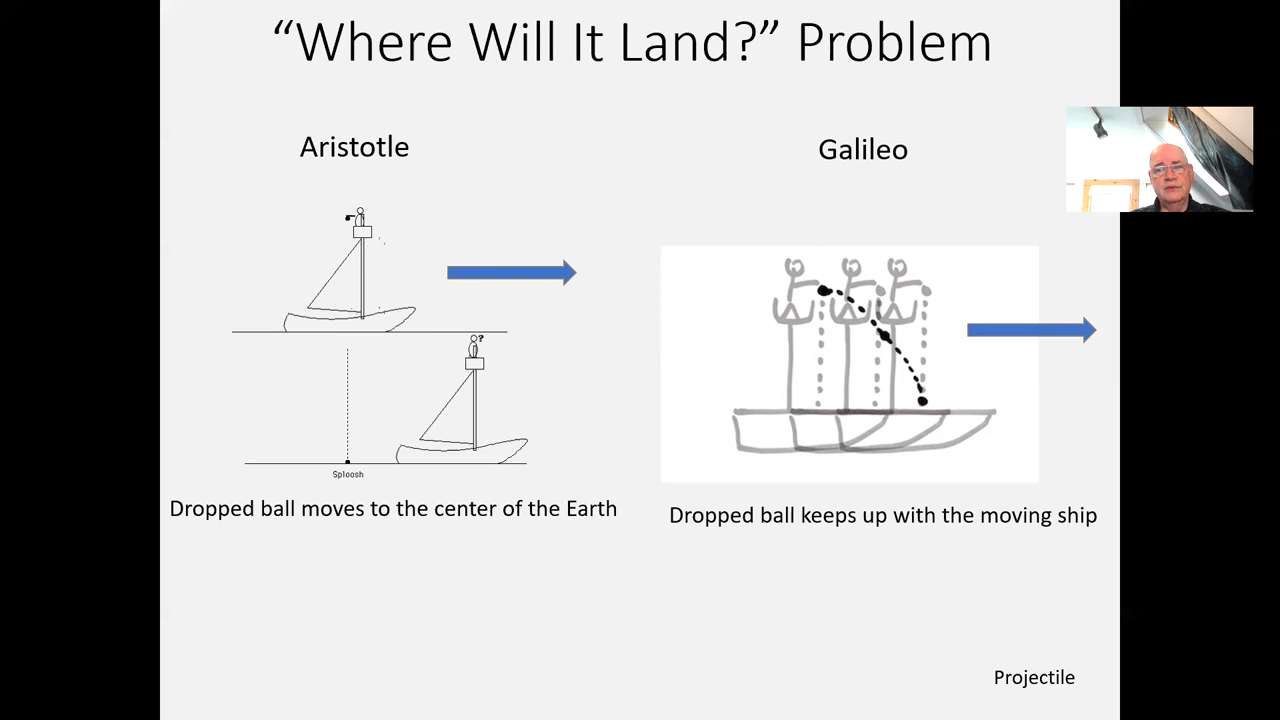 “Where Will It Land?” Problem
Aristotle
Galileo
?
Sploosh
Dropped ball moves to the center of the Earth
Dropped ball keeps up with the moving ship
Projectile